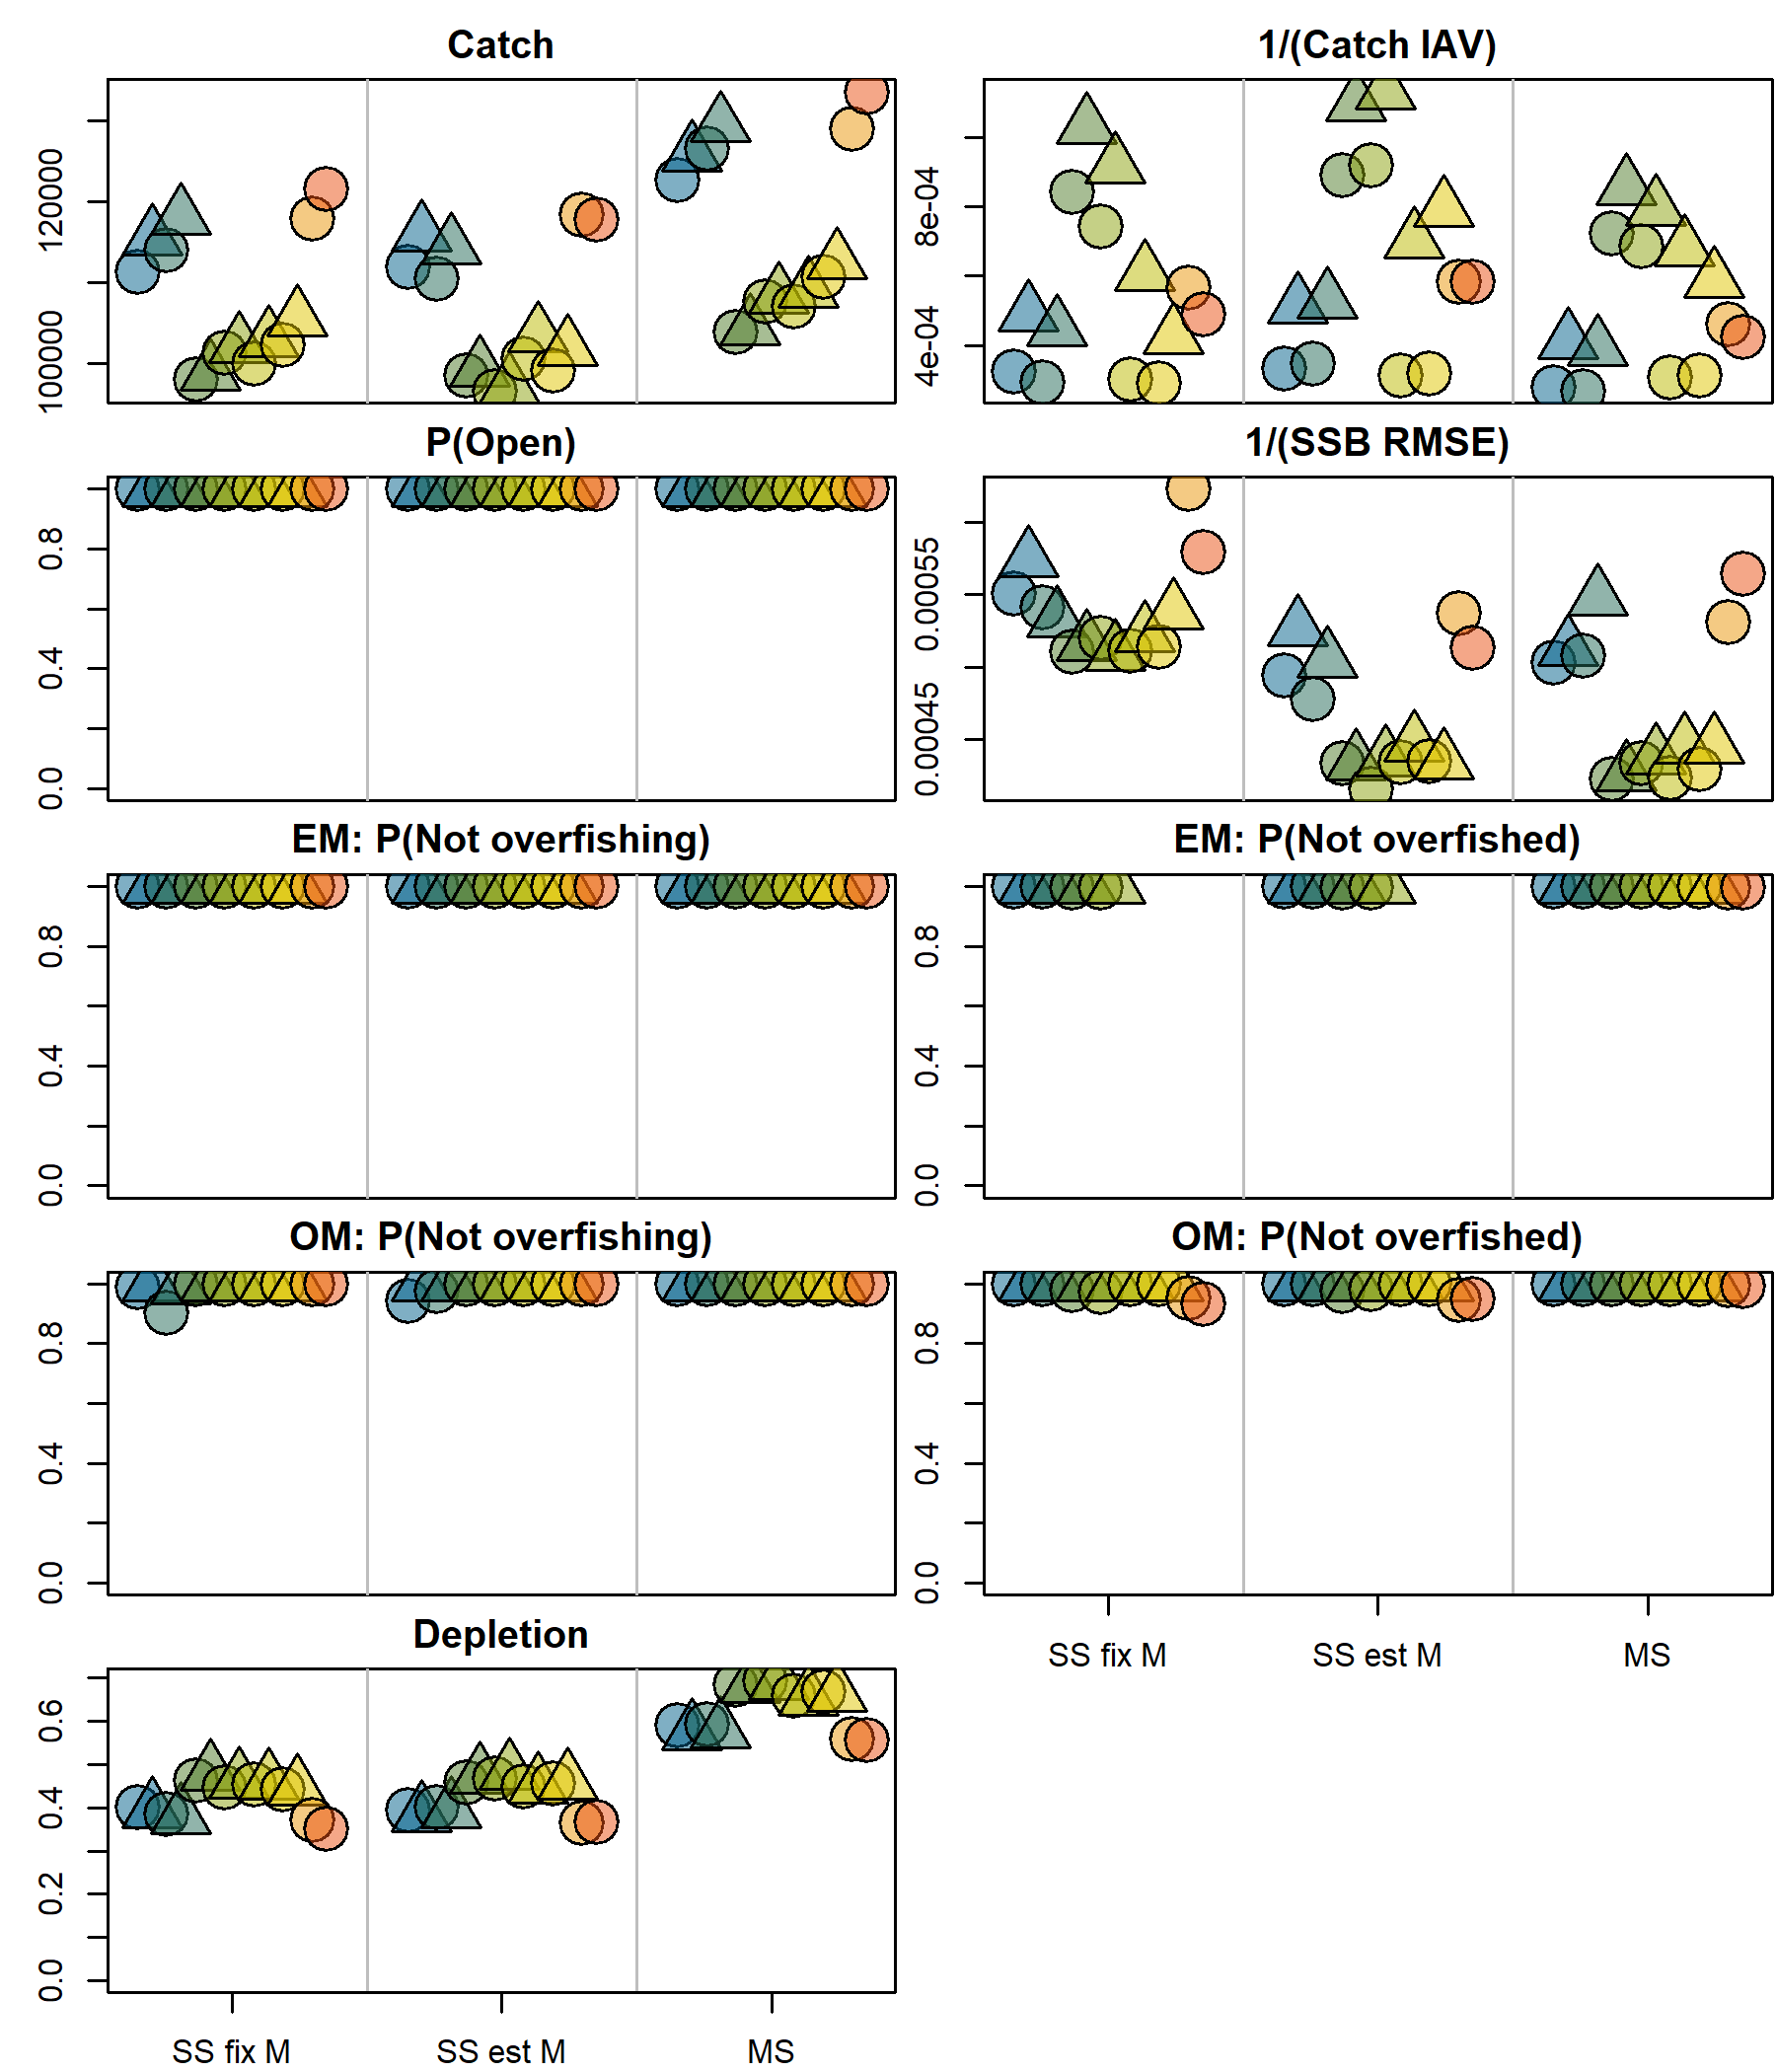 Catch
1/(Catch IAV)
120000
100000
8e-04
4e-04
P(Open)
1/(SSB RMSE)
0.8
0.4
0.0
0.00055
0.00045
EM: P(Not overfishing)
EM: P(Not overfished)
0.8
0.4
0.0
0.8
0.4
0.0
OM: P(Not overfishing)
OM: P(Not overfished)
0.8
0.4
0.0
0.8
0.4
0.0
SS fix M
SS est M
MS
Depletion
0.6
0.4
0.2
0.0
SS fix M
SS est M
MS